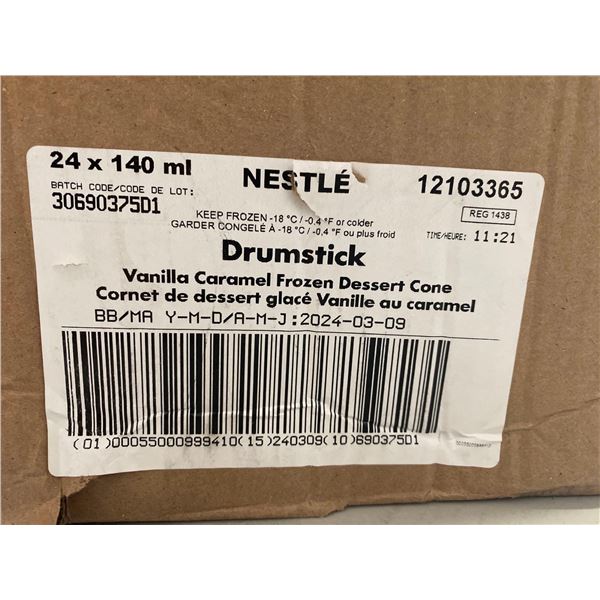 24 x 140 ml
NESTLÉ
12103365
BATCH CODE/CODE DE LOT:
30690375D1
KEEP FROZEN -18 °C / -0.4 °F or colder
GARDER CONGELÉ À -18 °C / -0,4 °F ou plus froid
REG 1438
TIME/HEURE: 11:21
Drumstick
Vanilla Caramel Frozen Dessert Cone
Cornet de dessert glacé Vanille au caramel
BB/MA Y-M-D/A-M-J:2024-03-09
(01)00055000999410(15)240309(10)690375D1